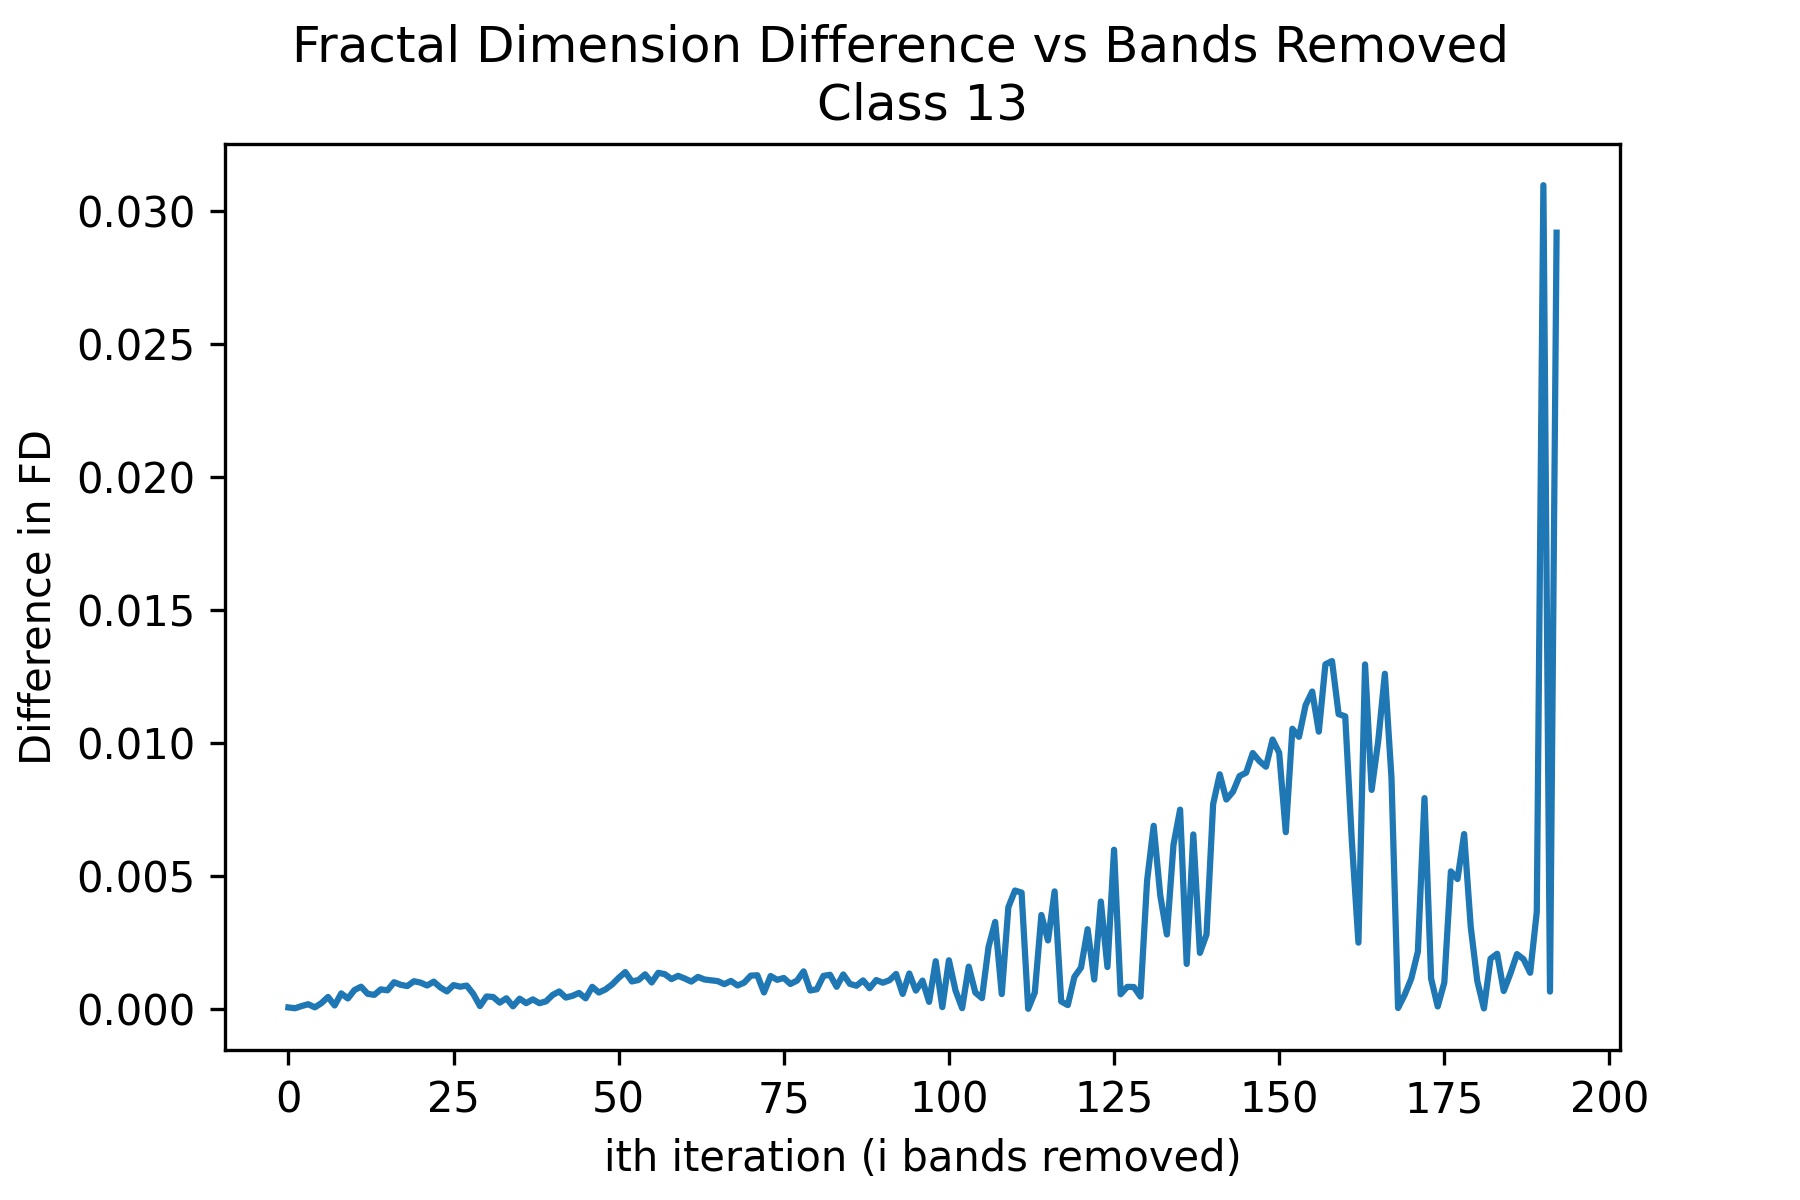 Fractal Dimension Difference vs Bands Removed
Class 13
0.030
0.025
0.020
0.015
0.010
0.005
0.000
Difference in FD
0 25 50 75 100 125 150 175 200
ith iteration (i bands removed)